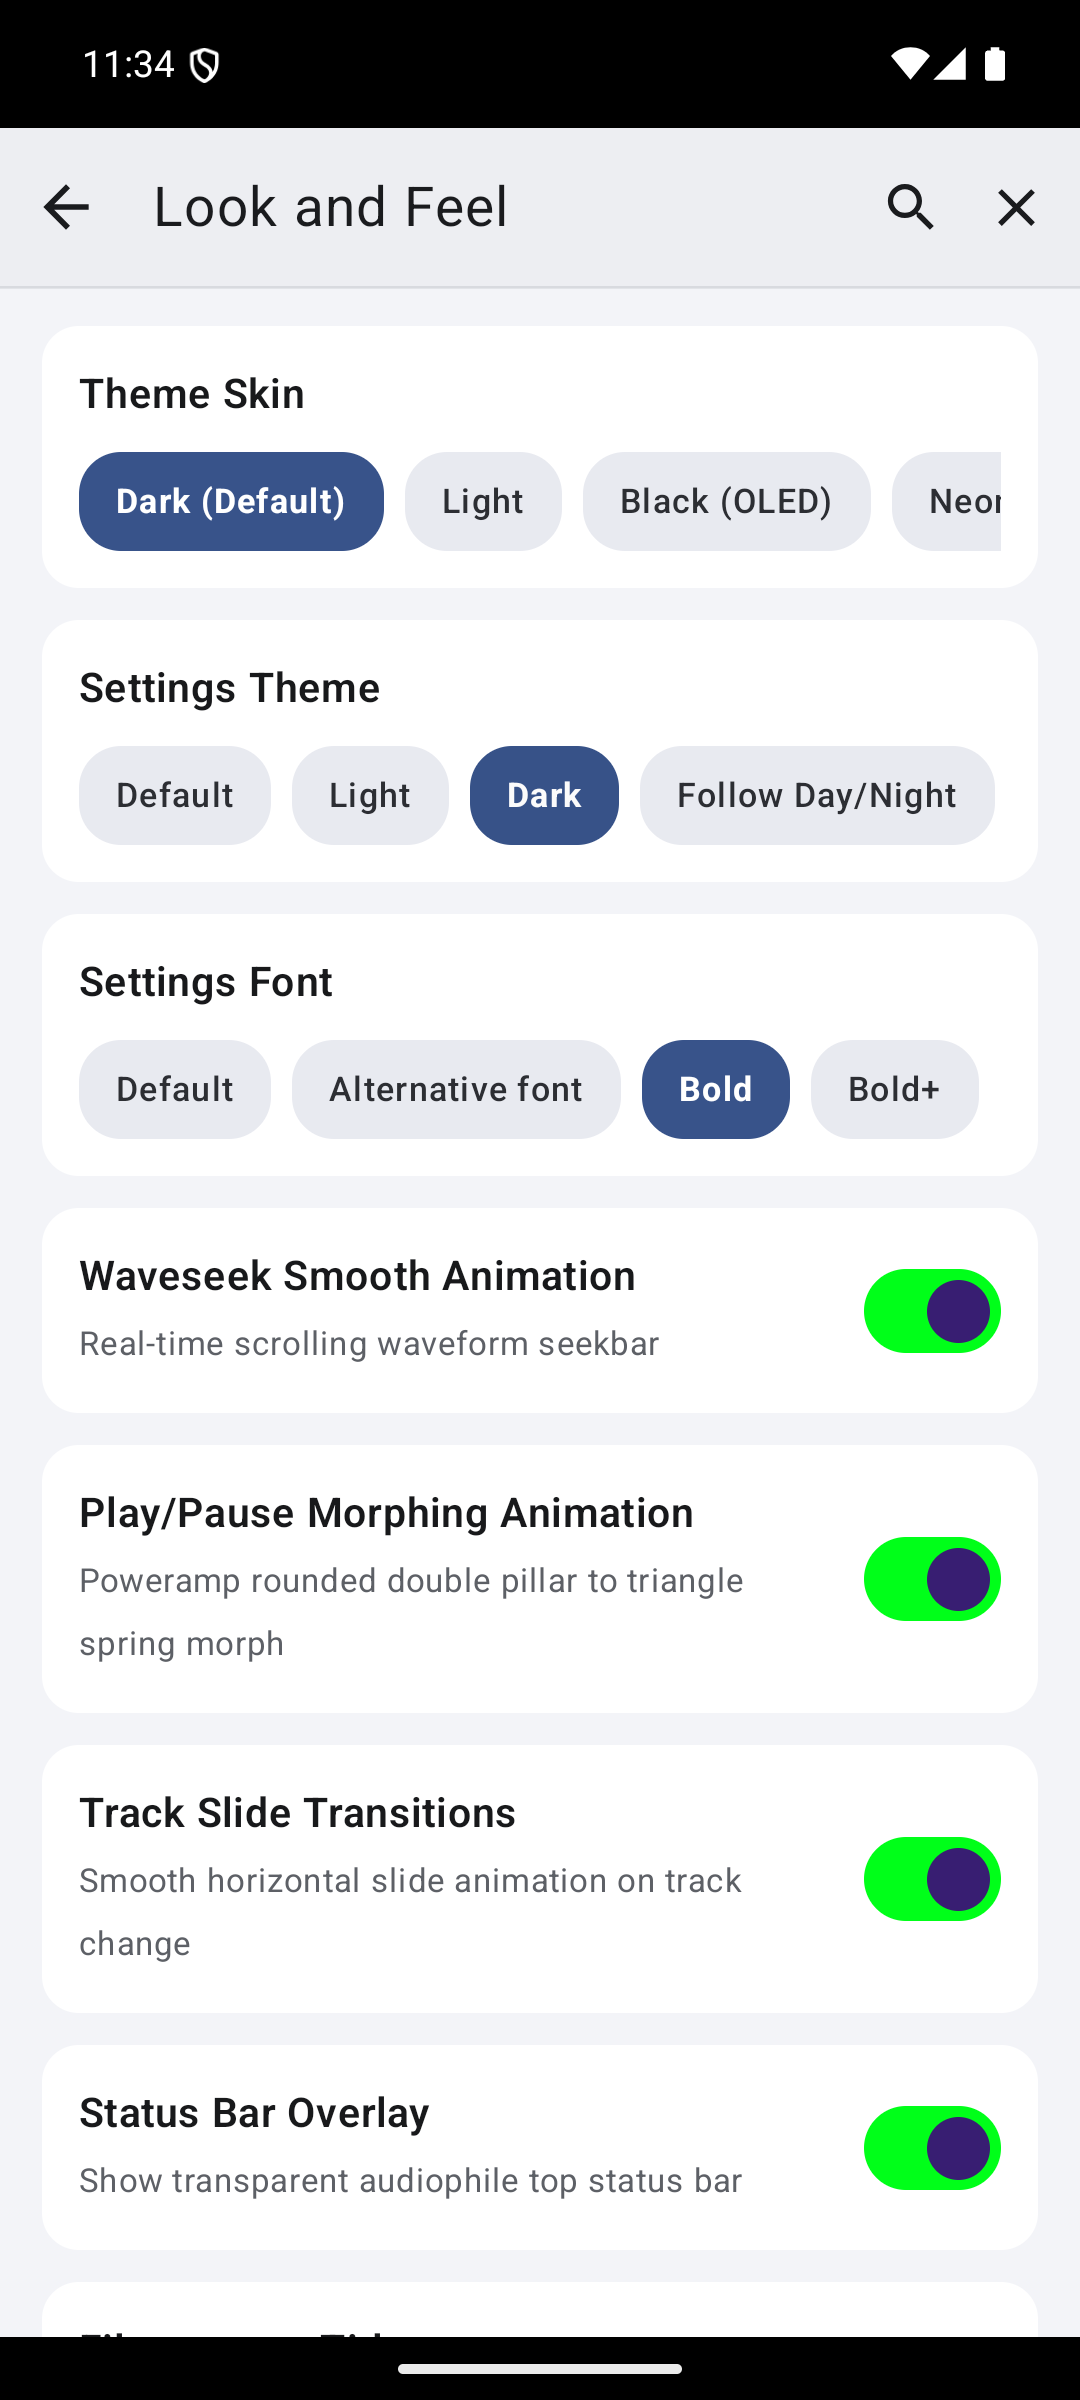 11:34
Look and Feel
Theme Skin
Dark (Default)
Light
Black (OLED)
Settings Theme
Default
Light
Dark
Follow Day/Night
Settings Font
Default
Alternative font
Bold
Bold+
Waveseek Smooth Animation
Real-time scrolling waveform seekbar
Play/Pause Morphing Animation
Poweramp rounded double pillar to triangle
spring morph
Track Slide Transitions
Smooth horizontal slide animation on track
change
Status Bar Overlay
Show transparent audiophile top status bar